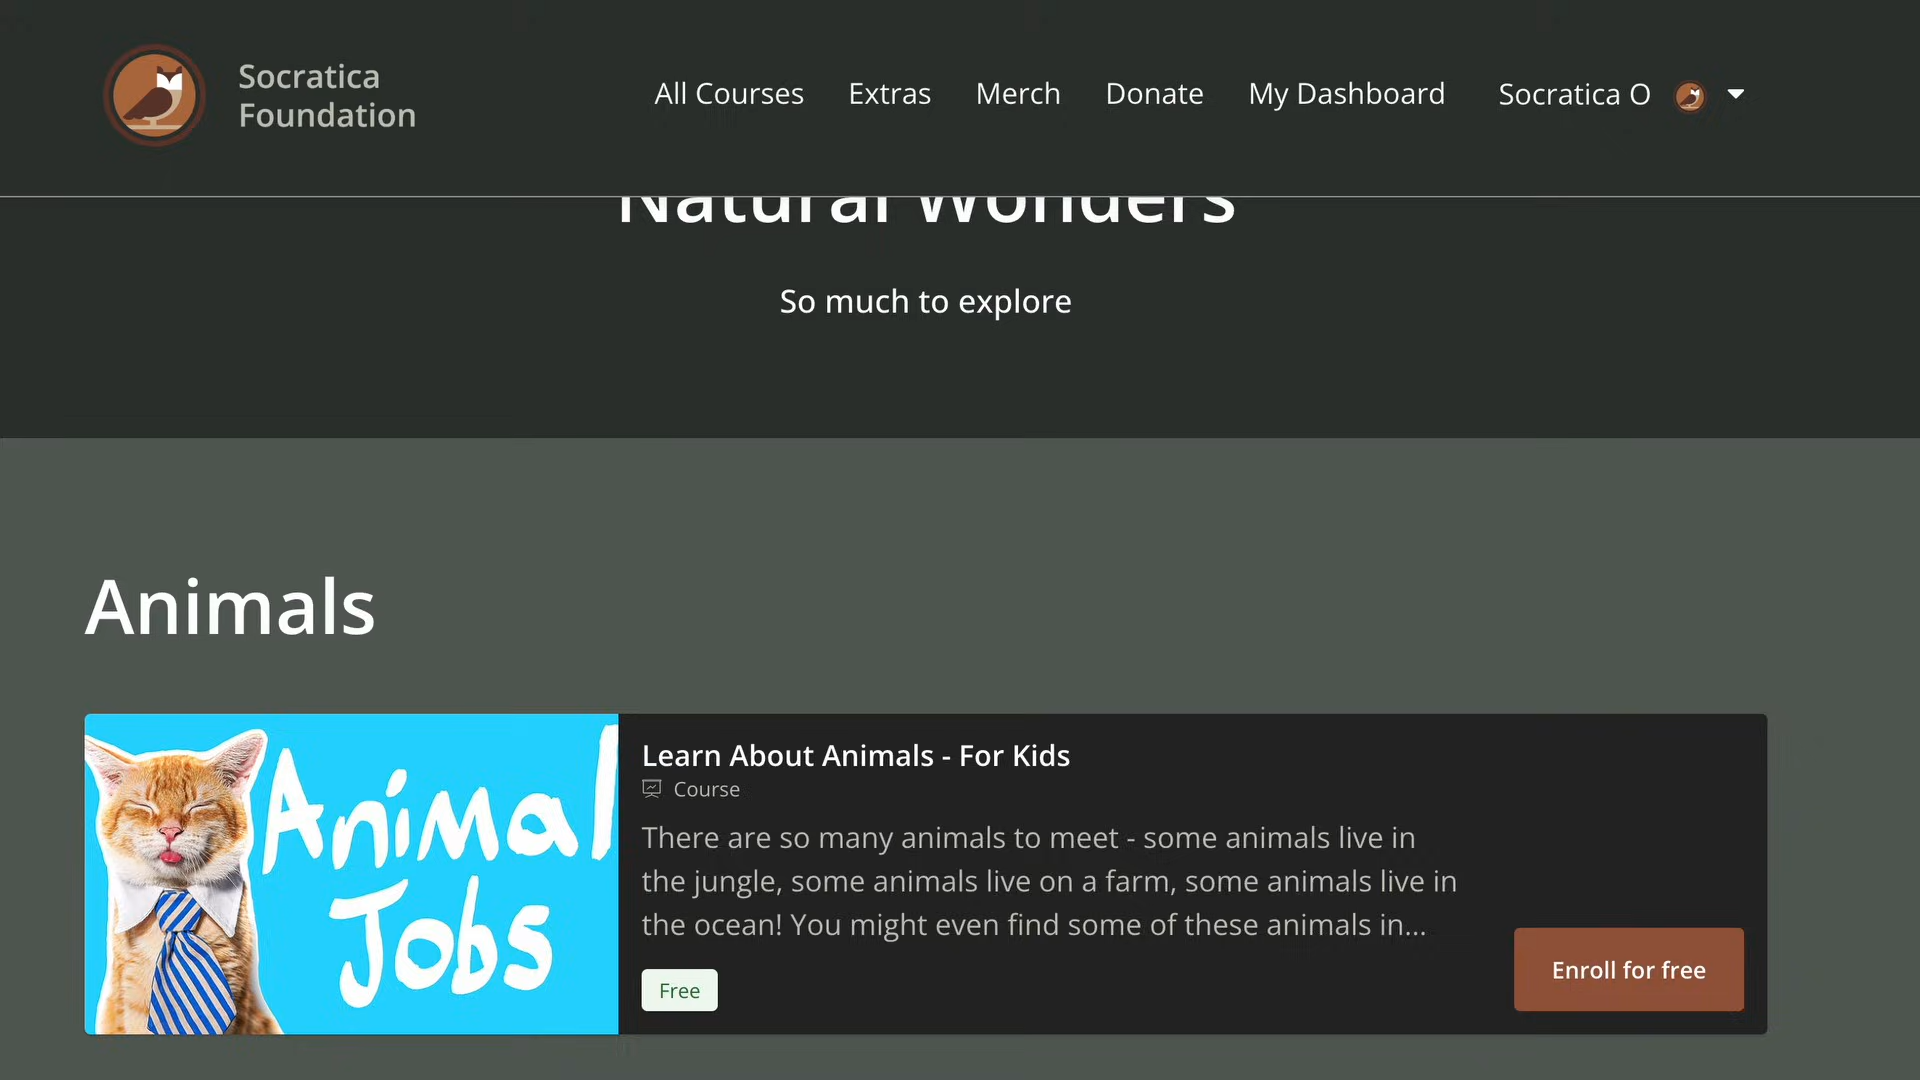 Socratica
Foundation
All Courses
Extras
Merch
Donate
My Dashboard
Socratica O
Natural Wonders
So much to explore
Animals
Animal
Jobs
Learn About Animals - For Kids
Course
There are so many animals to meet - some animals live in
the jungle, some animals live on a farm, some animals live in
the ocean! You might even find some of these animals in...
Free
Enroll for free